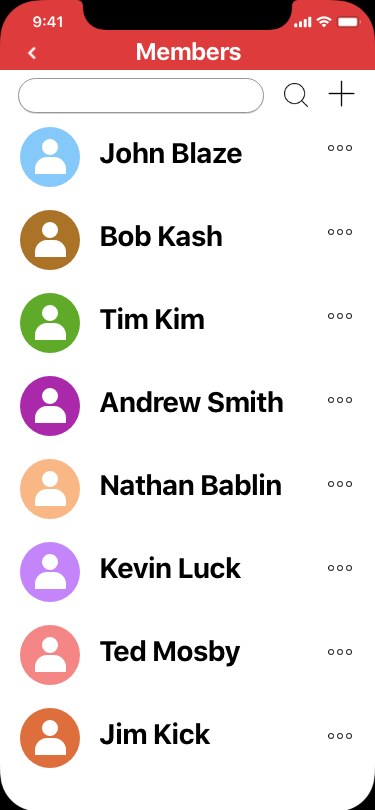 9:41
Members
John Blaze
Bob Kash
Tim Kim
Andrew Smith
Nathan Bablin
Kevin Luck
Ted Mosby
Jim Kick